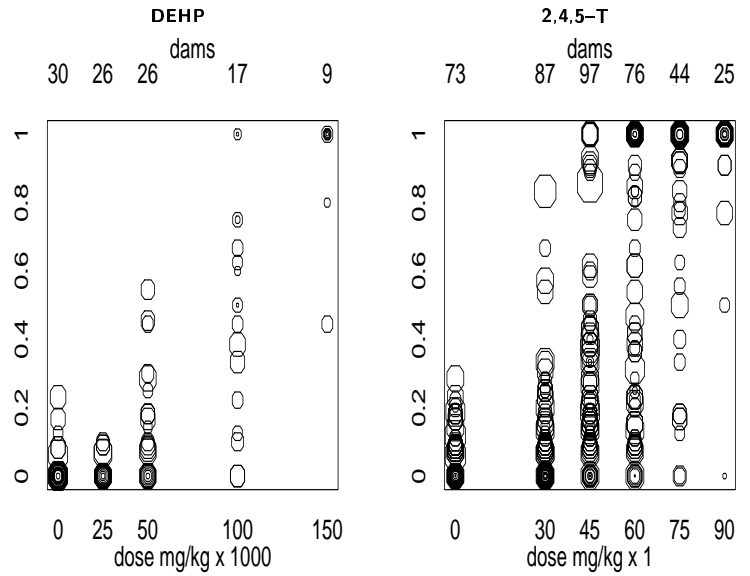 DEHP
dams
30 26 26 17 9
1
0.8
0.6
0.4
0.2
0
0 25 50 100 150
dose mg/kg x 1000
2,4,5–T
dams
73 87 97 76 44 25
1
0.8
0.6
0.4
0.2
0
0 30 45 60 75 90
dose mg/kg x 1